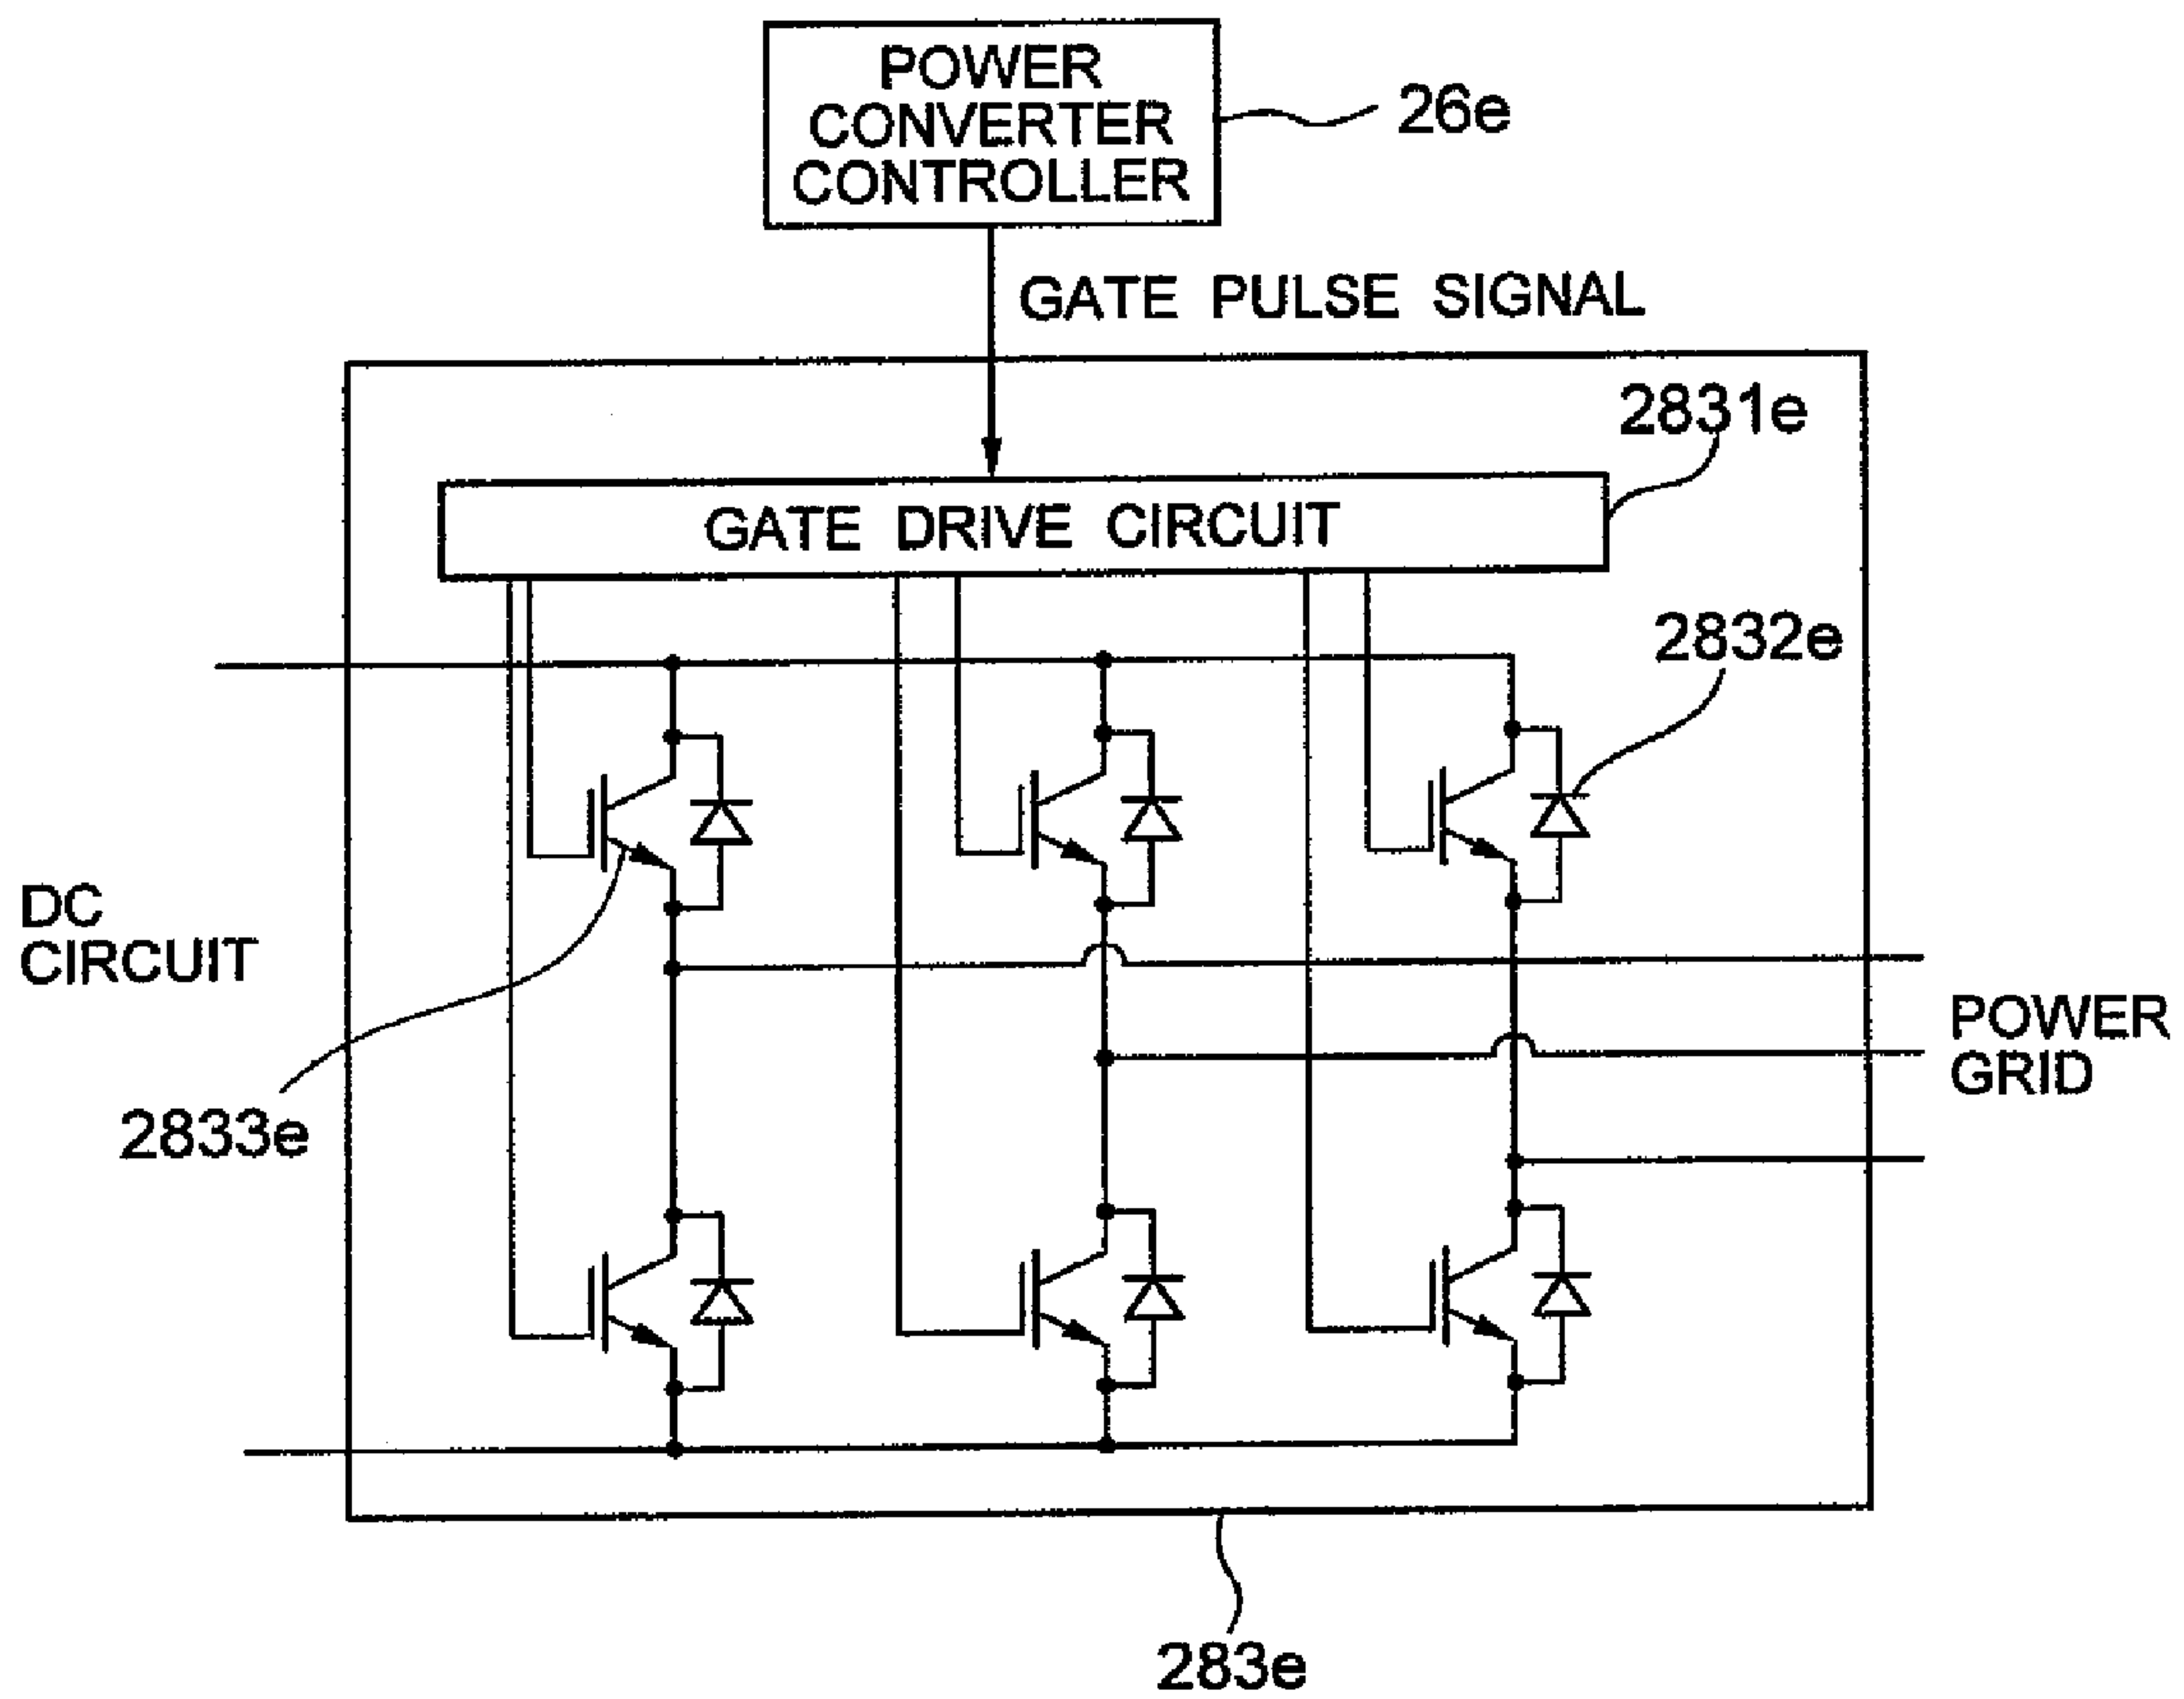 POWER
CONVERTER
CONTROLLER
26e
GATE PULSE SIGNAL
2831e
GATE DRIVE CIRCUIT
2832e
DC
CIRCUIT
POWER
GRID
2833e
283e